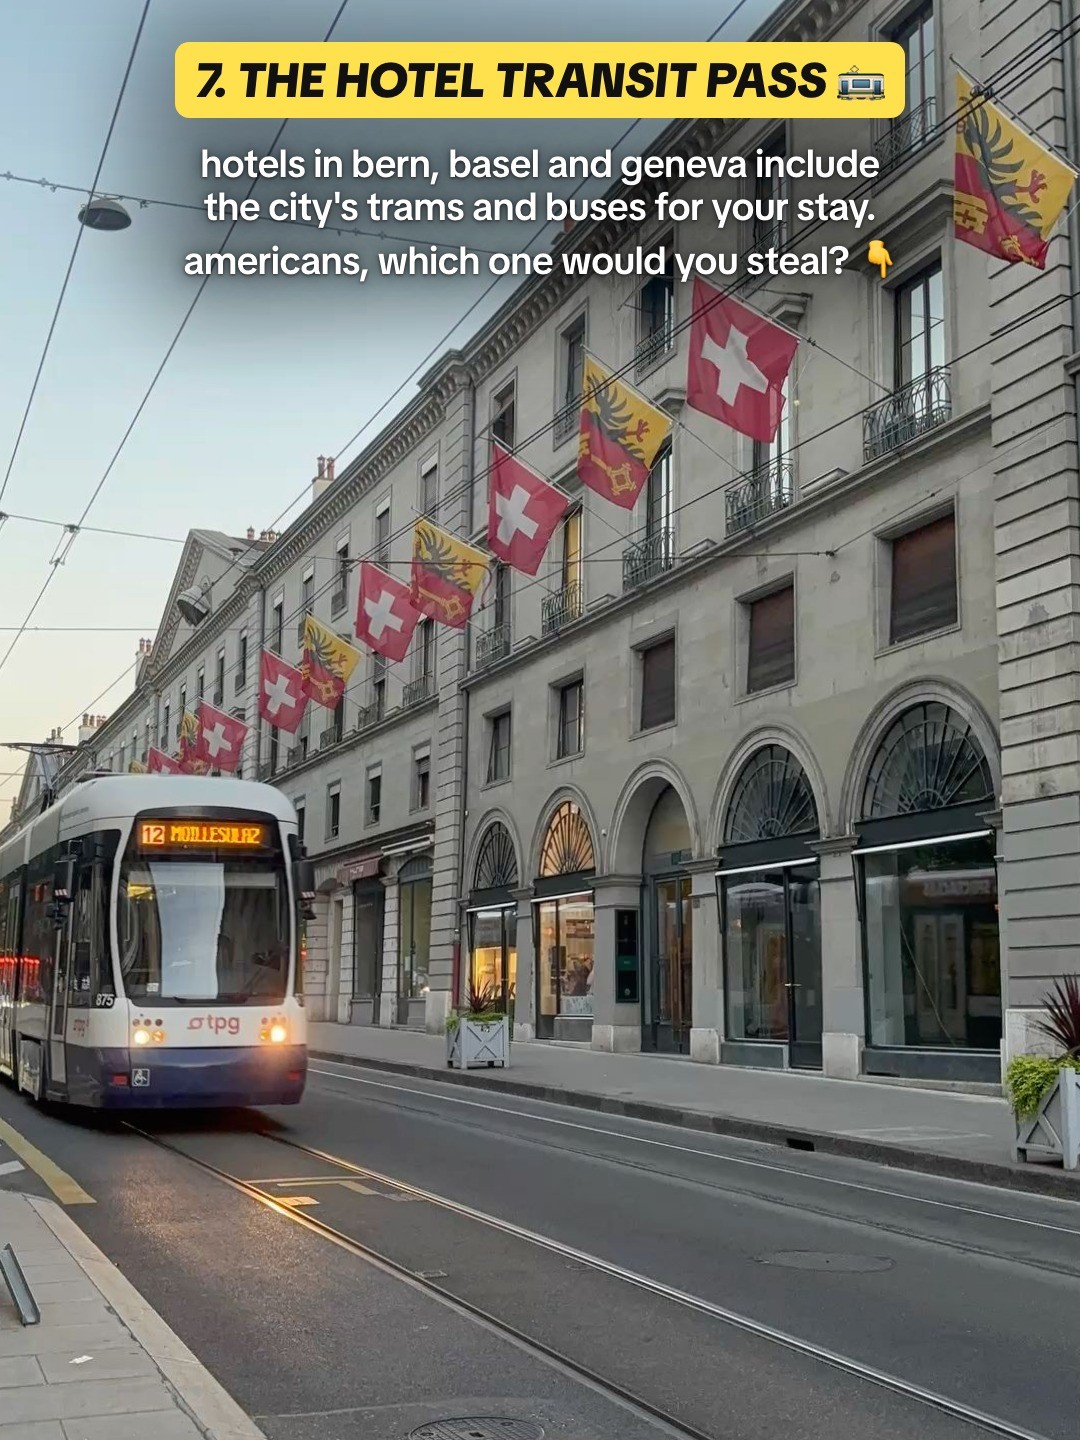 7. THE HOTEL TRANSIT PASS 🚋
hotels in bern, basel and geneva include
the city's trams and buses for your stay.
americans, which one would you steal? 👇
12 MOILLESULAZ
875
tpg